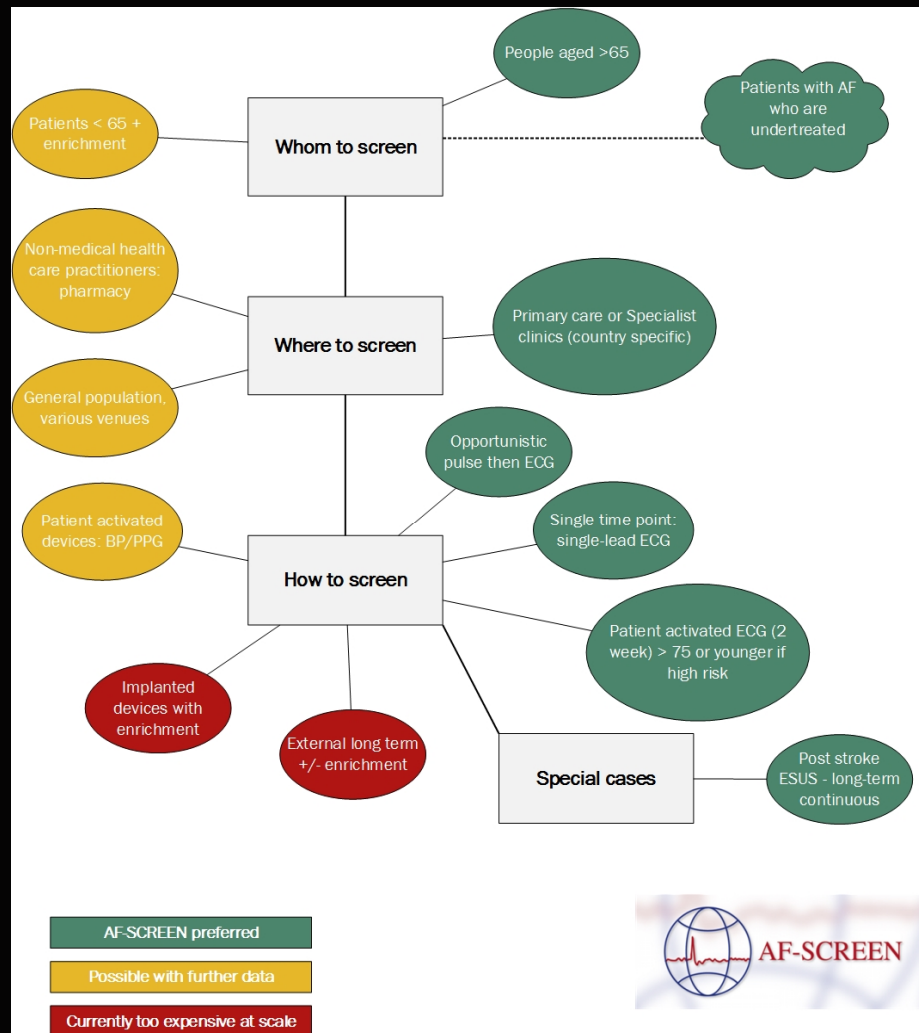 People aged >65
Patients with AF
who are
undertreated
Patients < 65 +
enrichment
Whom to screen
Non-medical health
care practitioners:
pharmacy
Where to screen
Primary care or Specialist
clinics (country specific)
General population,
various venues
Opportunistic
pulse then ECG
Patient activated
devices: BP/PPG
Single time point:
single-lead ECG
How to screen
Patient activated ECG (2
week) > 75 or younger if
high risk
Implanted
devices with
enrichment
External long term
+/- enrichment
Special cases
Post stroke
ESUS - long-term
continuous
AF-SCREEN preferred
Possible with further data
Currently too expensive at scale
AF-SCREEN